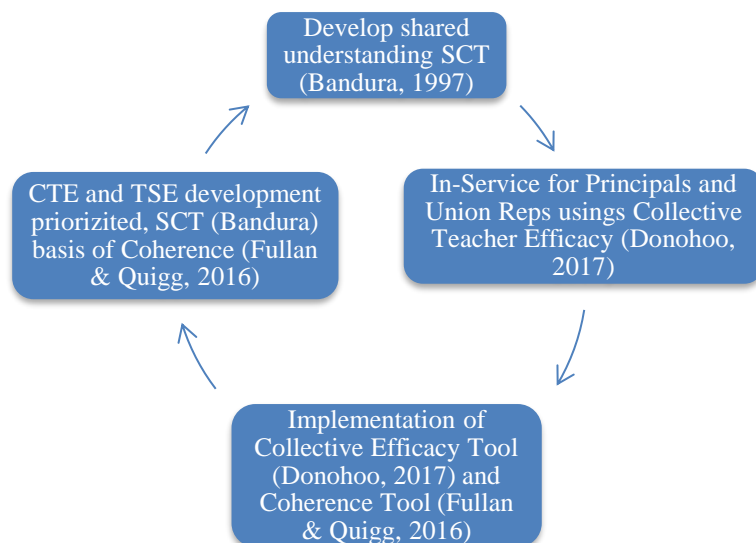 Develop shared
understanding SCT
(Bandura, 1997)
In-Service for Principals and
Union Reps usings Collective
Teacher Efficacy (Donohoo,
2017)
Implementation of
Collective Efficacy Tool
(Donohoo, 2017) and
Coherence Tool (Fullan
& Quigg, 2016)
CTE and TSE development
priorizited, SCT (Bandura)
basis of Coherence (Fullan
& Quigg, 2016)